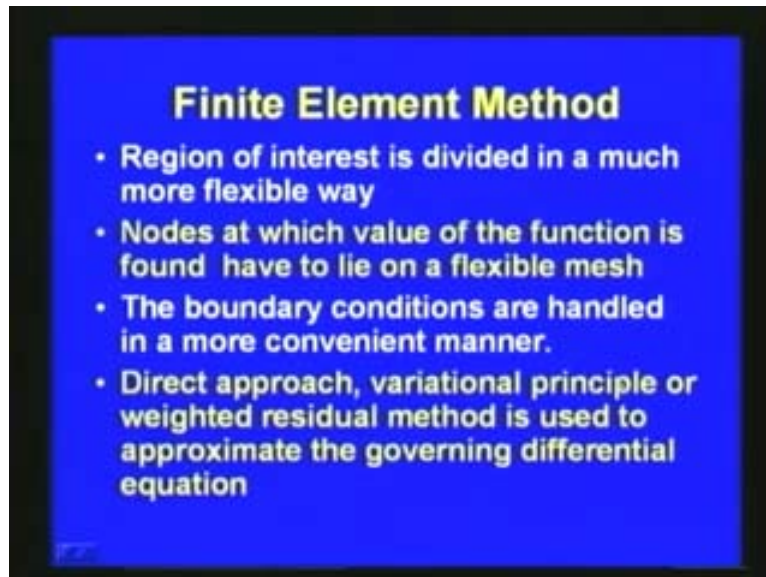 Finite Element Method
• Region of interest is divided in a much
more flexible way
• Nodes at which value of the function is
found have to lie on a flexible mesh
• The boundary conditions are handled
in a more convenient manner.
• Direct approach, variational principle or
weighted residual method is used to
approximate the governing differential
equation